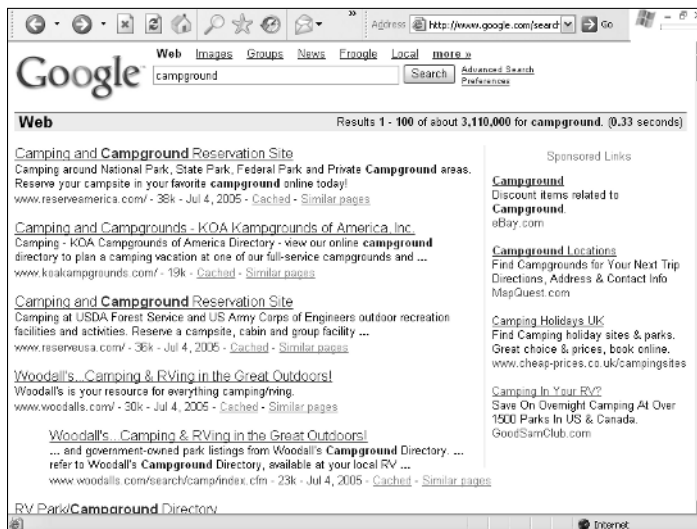 Address http://www.google.com/search Go
Web Images Groups News Froogle Local more »
Google
campground Search Advanced Search
Preferences
Web Results 1 - 100 of about 3,110,000 for campground. (0.33 seconds)
Camping and Campground Reservation Site
Camping around National Park, State Park, Federal Park and Private Campground areas.
Reserve your campsite in your favorite campground online today!
www.reserveamerica.com/ - 38k - Jul 4, 2005 - Cached - Similar pages
Camping and Campgrounds - KOA Kampgrounds of America, Inc.
Camping - KOA Campgrounds of America Directory - view our online campground
directory to plan a camping vacation at one of our full-service campgrounds and ...
www.koakampgrounds.com/ - 19k - Cached - Similar pages
Camping and Campground Reservation Site
Camping at USDA Forest Service and US Army Corps of Engineers outdoor recreation
facilities and activities. Reserve a campsite, cabin and group facility ...
www.reserveusa.com/ - 36k - Jul 4, 2005 - Cached - Similar pages
Woodall's...Camping & RVing in the Great Outdoors!
Woodall's is your resource for everything camping/rving.
www.woodalls.com/ - 30k - Jul 4, 2005 - Cached - Similar pages
Woodall's...Camping & RVing in the Great Outdoors!
... and government-owned park listings from Woodall's Campground Directory. ...
refer to Woodall's Campground Directory, available at your local RV ...
www.woodalls.com/search/camp/index.cfm - 23k - Jul 4, 2005 - Cached - Similar pages
RV Park/Campground Directory
Sponsored Links
Campground
Discount items related to
Campground.
eBay.com
Campground Locations
Find Campgrounds for Your Next Trip
Directions, Address & Contact Info
MapQuest.com
Camping Holidays UK
Find Camping holiday sites & parks.
Great choice & prices, book online.
www.cheap-prices.co.uk/campingsites
Camping In Your RV?
Save On Overnight Camping At Over
1500 Parks In US & Canada.
GoodSamClub.com
Internet